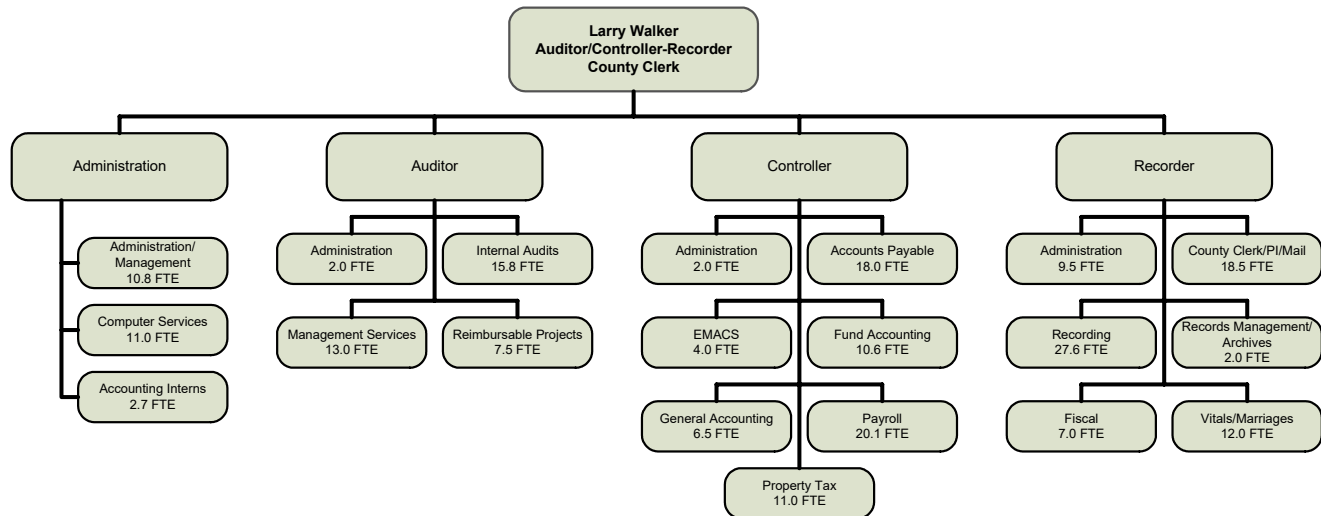 Larry Walker
Auditor/Controller-Recorder
County Clerk
Administration
Auditor
Controller
Recorder
Administration/
Management
10.8 FTE
Computer Services
11.0 FTE
Accounting Interns
2.7 FTE
Administration
2.0 FTE
Internal Audits
15.8 FTE
Management Services
13.0 FTE
Reimbursable Projects
7.5 FTE
Administration
2.0 FTE
Accounts Payable
18.0 FTE
EMACS
4.0 FTE
Fund Accounting
10.6 FTE
General Accounting
6.5 FTE
Payroll
20.1 FTE
Property Tax
11.0 FTE
Administration
9.5 FTE
County Clerk/PI/Mail
18.5 FTE
Recording
27.6 FTE
Records Management/
Archives
2.0 FTE
Fiscal
7.0 FTE
Vitals/Marriages
12.0 FTE